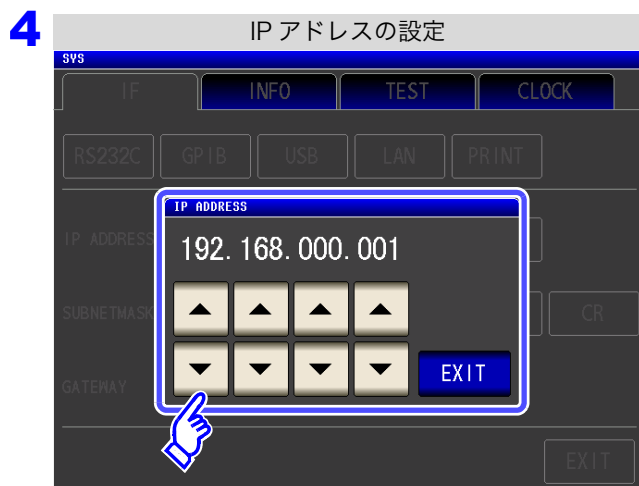 4
IP アドレスの設定
SYS
IF INFO TEST CLOCK
RS232C GPIB USB LAN PRINT
IP ADDRESS
IP ADDRESS
192.168.000.001
SUBNETMASK
CR
GATEWAY
EXIT
EXIT